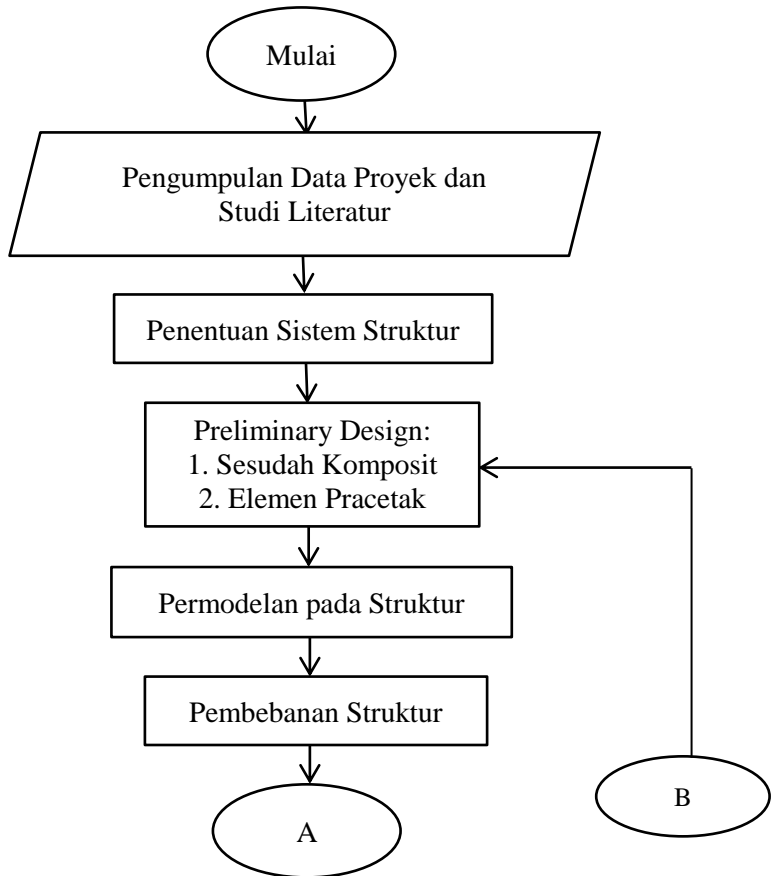 Mulai
Pengumpulan Data Proyek dan
Studi Literatur
Penentuan Sistem Struktur
Preliminary Design:
1. Sesudah Komposit
2. Elemen Pracetak
Permodelan pada Struktur
Pembebanan Struktur
A
B